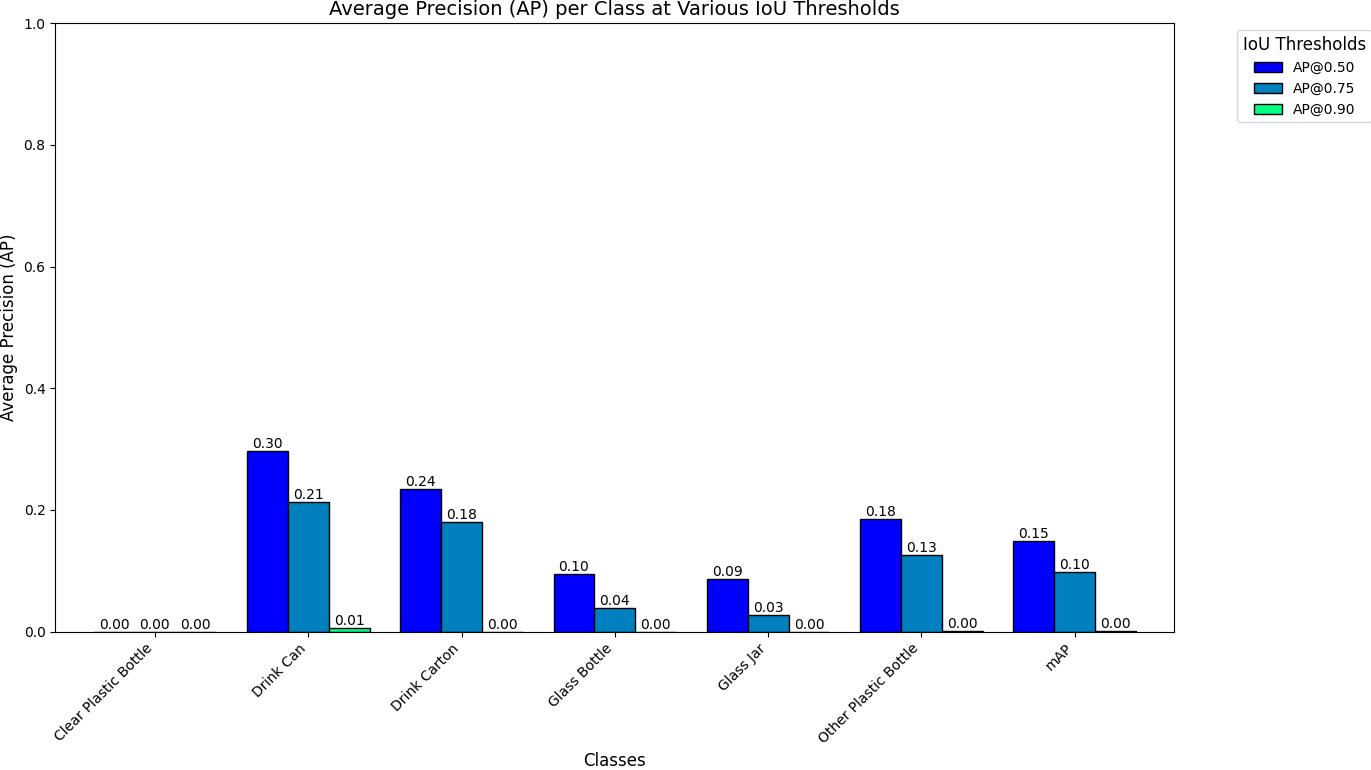 Average Precision (AP) per Class at Various IoU Thresholds
IoU Thresholds
AP@0.50
AP@0.75
AP@0.90
Average Precision (AP)
1.0
0.8
0.6
0.4
0.2
0.0
0.00 0.00 0.00
0.30
0.21
0.01
0.24
0.18
0.00
0.10
0.04
0.00
0.09
0.03
0.00
0.18
0.13
0.00
0.15
0.10
0.00
Clear Plastic Bottle
Drink Can
Drink Carton
Glass Bottle
Glass Jar
Other Plastic Bottle
mAP
Classes